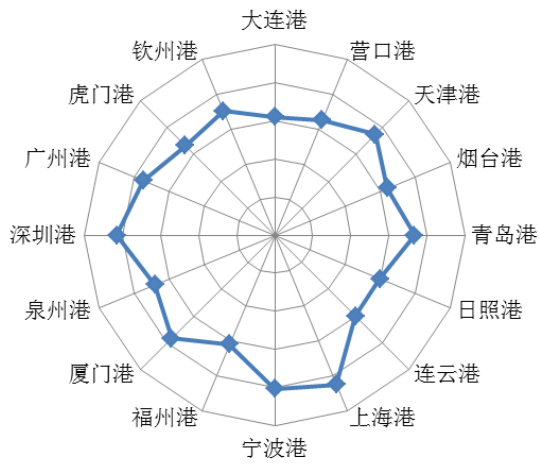 大连港
钦州港
营口港
虎门港
天津港
广州港
烟台港
深圳港
青岛港
泉州港
日照港
厦门港
连云港
福州港
上海港
宁波港